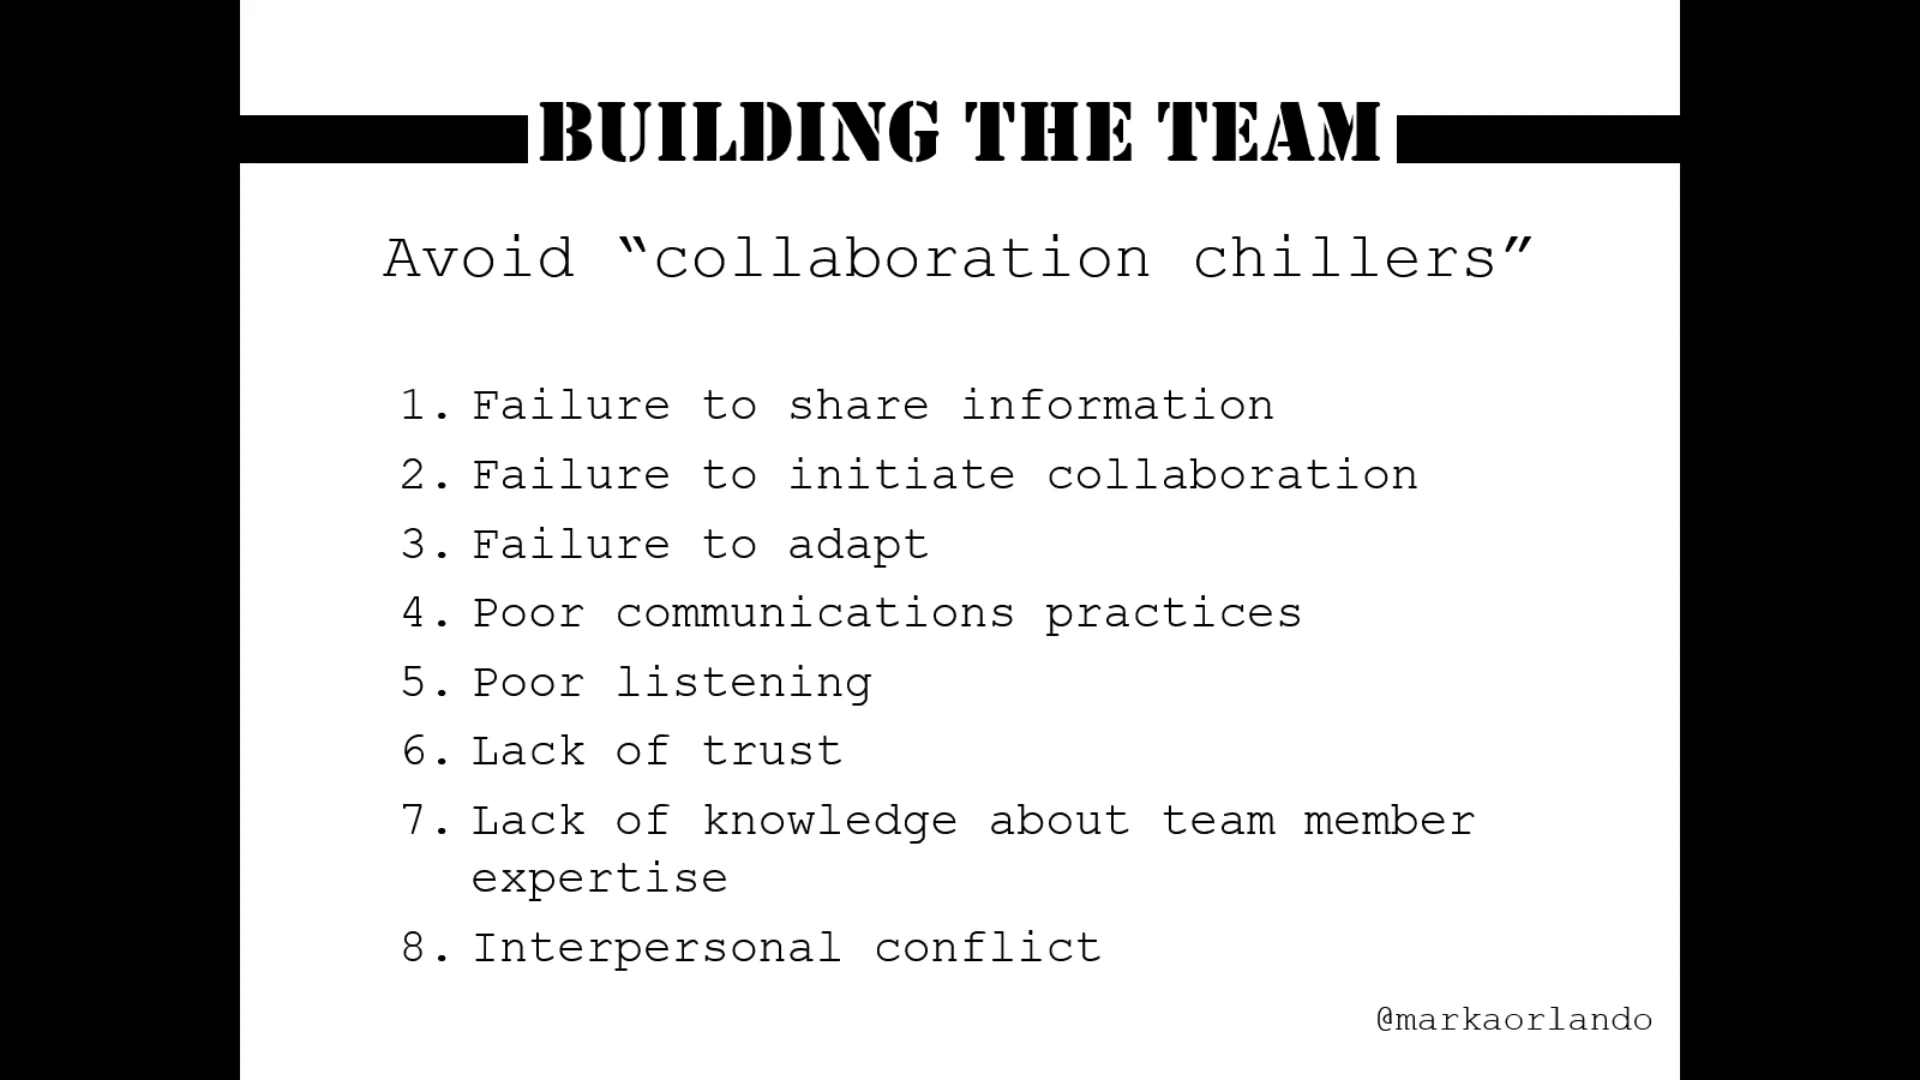 BUILDING THE TEAM
Avoid “collaboration chillers”
1. Failure to share information
2. Failure to initiate collaboration
3. Failure to adapt
4. Poor communications practices
5. Poor listening
6. Lack of trust
7. Lack of knowledge about team member
expertise
8. Interpersonal conflict
@markaorlando